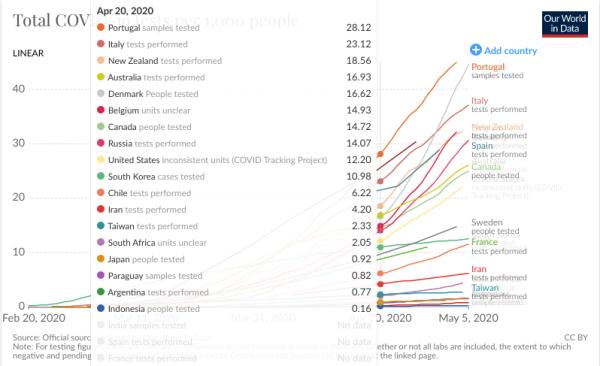 Total COVID-19 tests per 1,000 people
Our World
in Data
LINEAR
Add country
Apr 20, 2020
Portugal samples tested 28.12
Italy tests performed 23.12
New Zealand tests performed 18.56
Australia tests performed 16.93
Denmark People tested 16.62
Belgium units unclear 14.93
Canada people tested 14.72
Russia tests performed 14.07
United States inconsistent units (COVID Tracking Project) 12.20
South Korea cases tested 10.98
Chile tests performed 6.22
Iran tests performed 4.20
Taiwan tests performed 2.33
South Africa units unclear 2.05
Japan people tested 0.92
Paraguay samples tested 0.82
Argentina tests performed 0.77
Indonesia people tested 0.16
India samples tested No data
Spain tests performed No data
France tests performed No data
40
20
10
0
Portugal
samples tested
Italy
tests performed
New Zealand
tests performed
Spain
tests performed
Canada
people tested
inconsistent units (COVID
Tracking Project)
Sweden
people tested
France
tests performed
Iran
tests performed
Taiwan
tests performed
Feb 20, 2020
Mar 21, 2020
0, 2020
May 5, 2020
Source: Official sourc
CC BY
Note: For testing figu
ether or not all labs are included, the extent to which
negative and pending
the linked page.